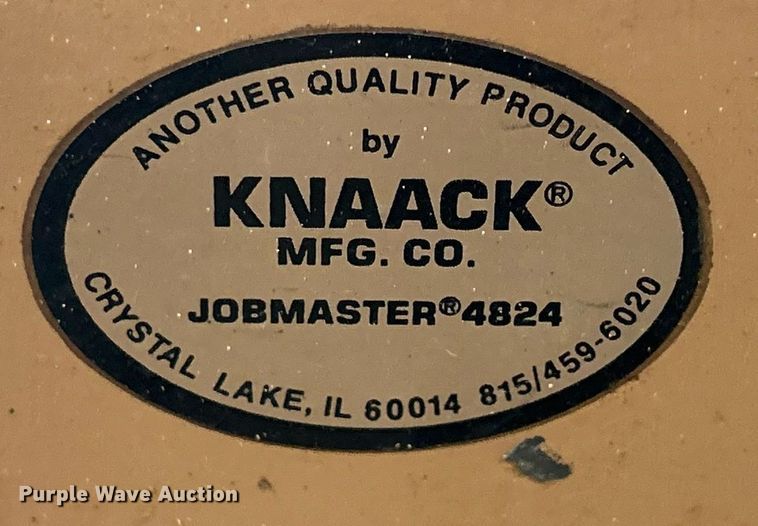 ANOTHER QUALITY PRODUCT
by
KNAACK®
MFG. CO.
JOBMASTER®4824
CRYSTAL LAKE, IL 60014 815/459-6020
Purple Wave Auction